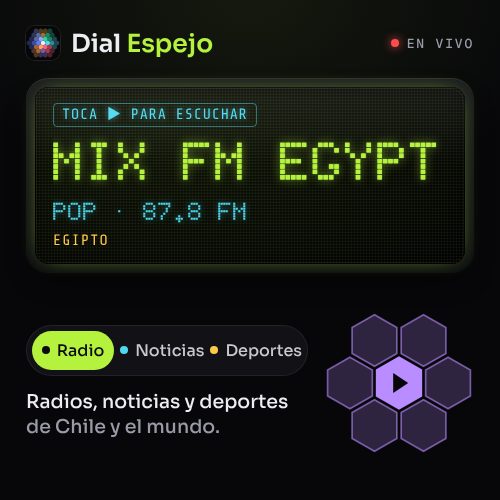 Dial Espejo
EN VIVO
TOCA ▶ PARA ESCUCHAR
MIX FM EGYPT
POP · 87.8 FM
EGIPTO
Radio Noticias Deportes
Radios, noticias y deportes
de Chile y el mundo.